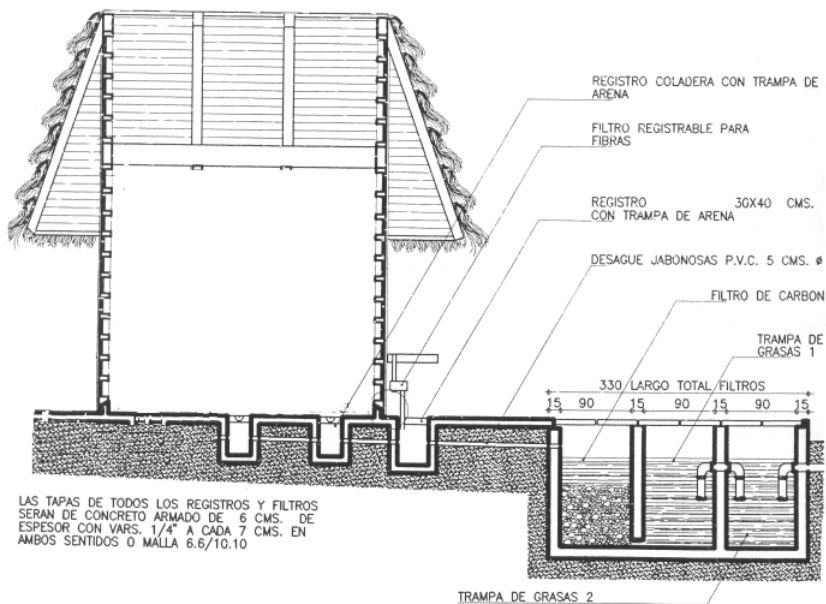 REGISTRO COLADERA CON TRAMPA DE
ARENA
FILTRO REGISTRABLE PARA
FIBRAS
REGISTRO 30X40 CMS.
CON TRAMPA DE ARENA
DESAGUE JABONOSAS P.V.C. 5 CMS. ø
FILTRO DE CARBON
TRAMPA DE
GRASAS 1
330 LARGO TOTAL FILTROS
15 90 15 90 15 90 15
LAS TAPAS DE TODOS LOS REGISTROS Y FILTROS
SERAN DE CONCRETO ARMADO DE 6 CMS. DE
ESPESOR CON VARS. 1/4" A CADA 7 CMS. EN
AMBOS SENTIDOS O MALLA 6.6/10.10
TRAMPA DE GRASAS 2